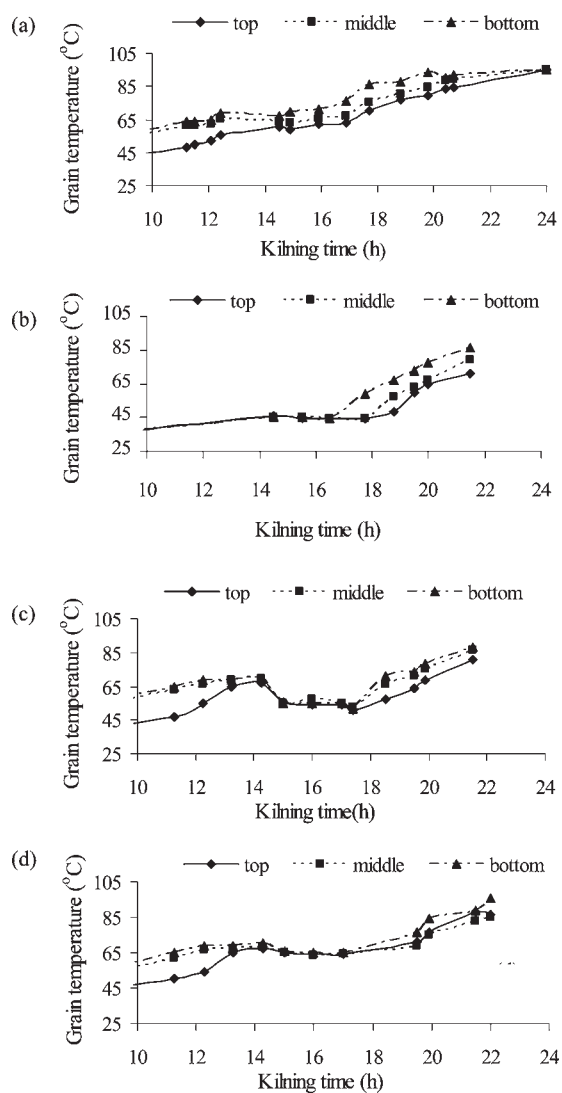 (a)
top middle bottom
Grain temperature (°C)
105
85
65
45
25
10 12 14 16 18 20 22 24
Kilning time (h)
(b)
top middle bottom
Grain temperature (°C)
105
85
65
45
25
10 12 14 16 18 20 22 24
Kilning time (h)
(c)
top middle bottom
Grain temperature (°C)
105
85
65
45
25
10 12 14 16 18 20 22 24
Kilning time(h)
(d)
top middle bottom
Grain temperature (°C)
105
85
65
45
25
10 12 14 16 18 20 22 24
Kilning time (h)